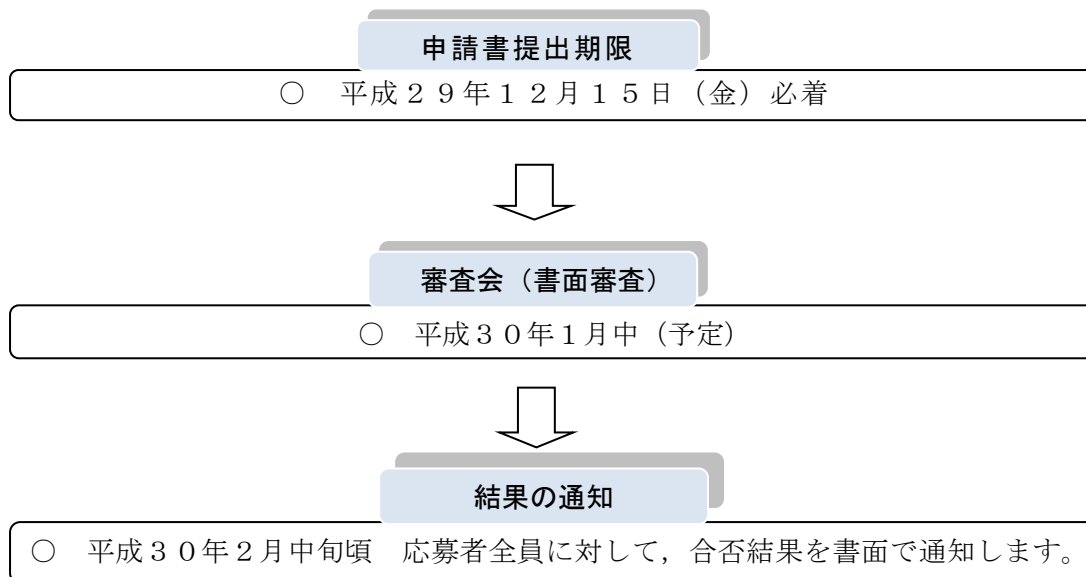 申請書提出期限
○　平成２９年１２月１５日（金）必着
審査会（書面審査）
○　平成３０年１月中（予定）
結果の通知
○　平成３０年２月中旬頃　応募者全員に対して，合否結果を書面で通知します。